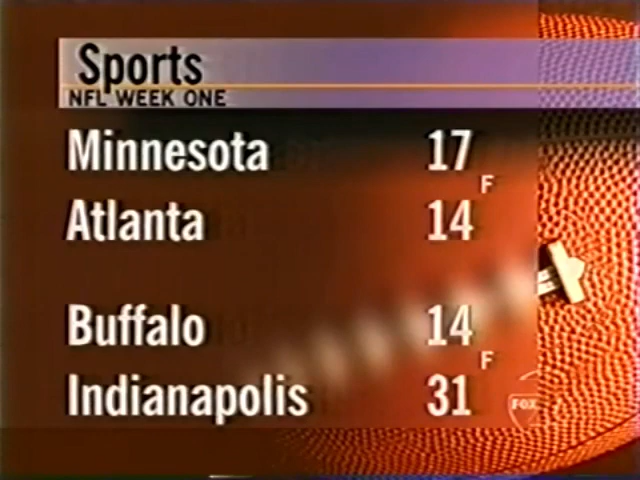 Sports
NFL WEEK ONE
Minnesota 17
F
Atlanta 14
Buffalo 14
F
Indianapolis 31
FOX